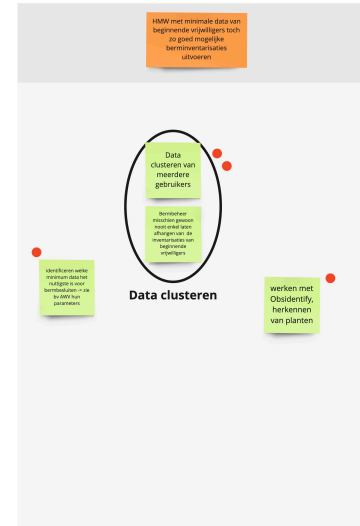 HMW met minimale data van
beginnende vrijwilligers toch
zo goed mogelijke
berminventarisaties
uitvoeren
Data
clusteren van
meerdere
gebruikers
Bermbeheer
misschien gewoon
nooit enkel laten
afhangen van de
inventarisaties van
beginnende
vrijwilligers
Data clusteren
identificeren welke
minimum data het
nuttigste is voor
bermbesluiten -> zie
bv AWV hun
parameters
werken met
Obsidentify,
herkennen
van planten